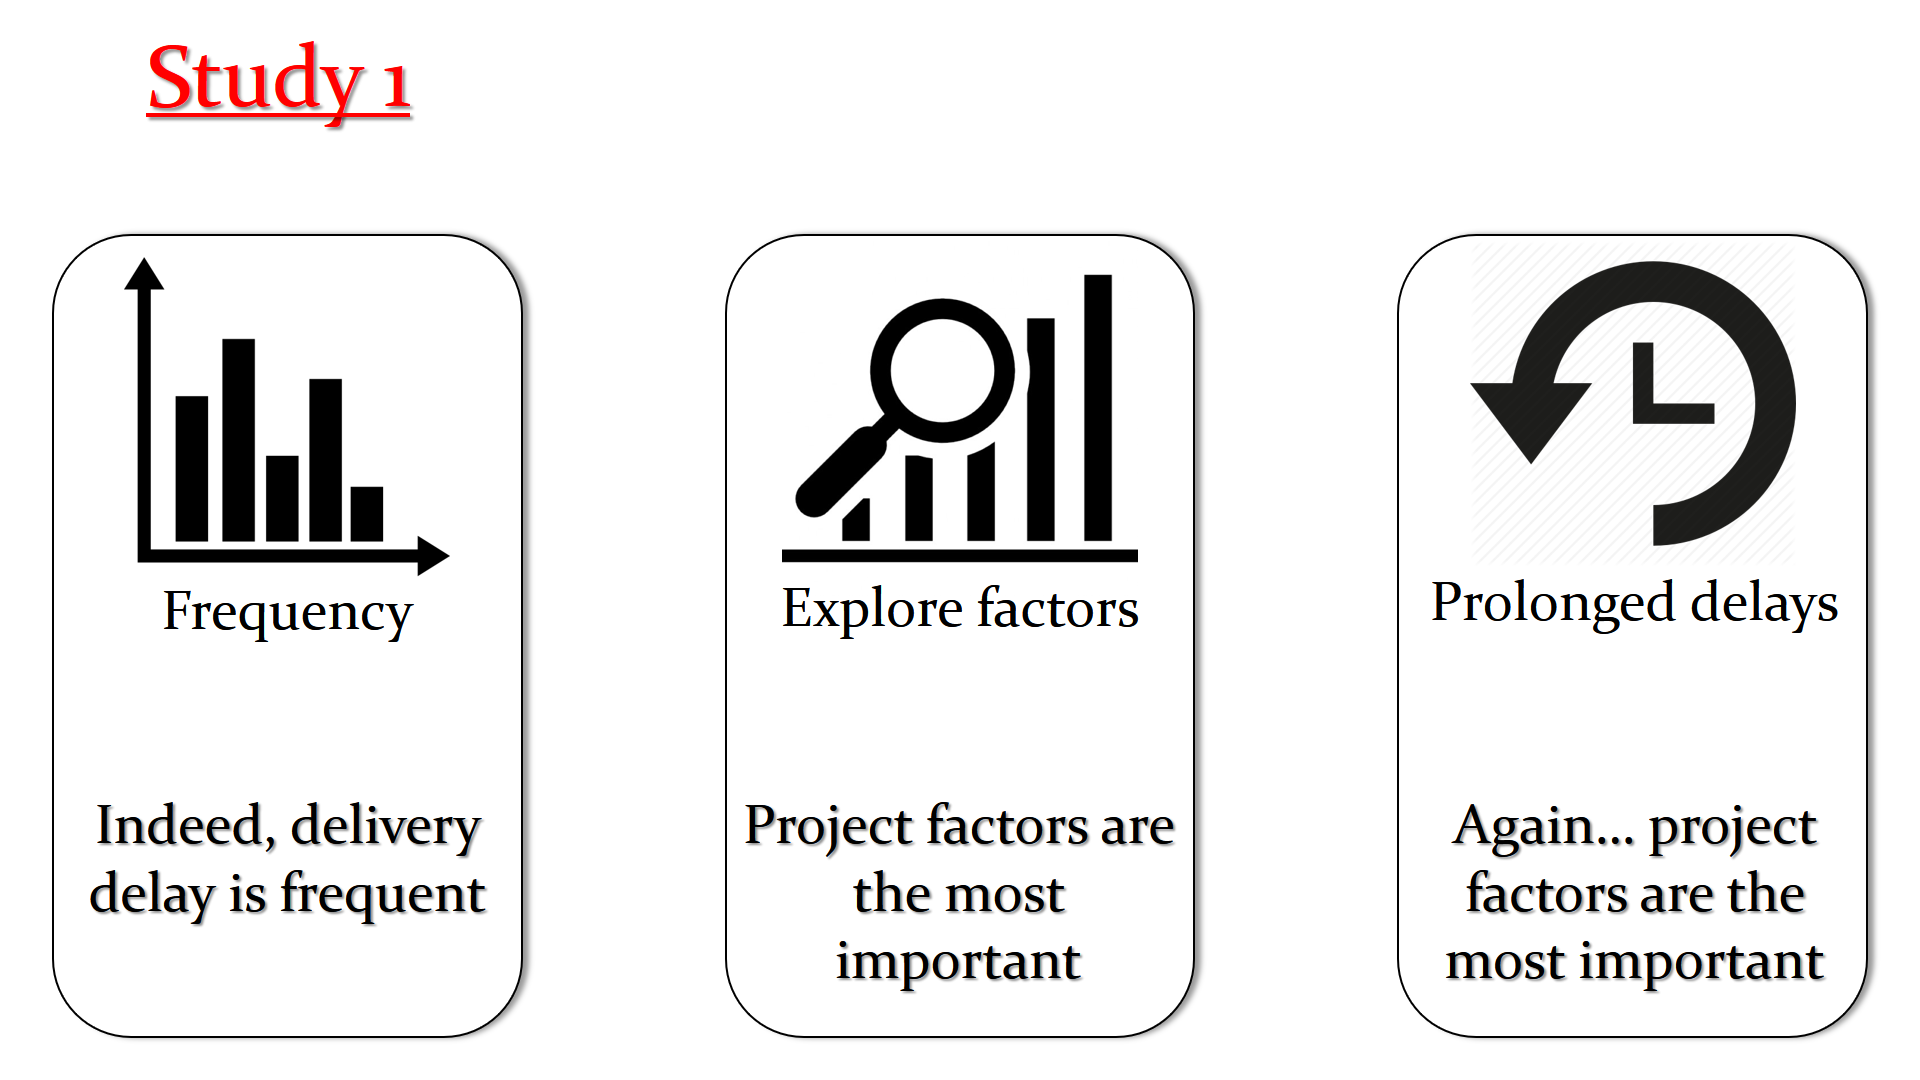 Study 1
Frequency
Indeed, delivery
delay is frequent
Explore factors
Project factors are
the most
important
Prolonged delays
Again... project
factors are the
most important